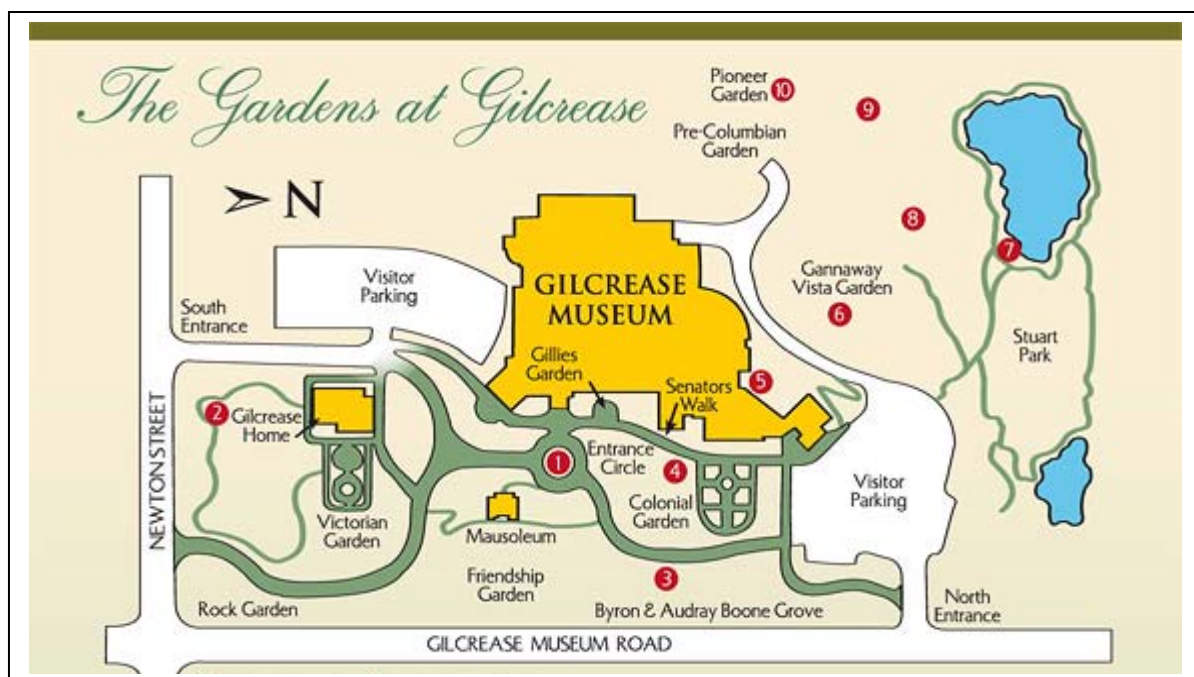 The Gardens at Gilcrease
Pioneer
Garden 10
9
Pre-Columbian
Garden
N
8
7
Visitor
Parking
GILCREASE
MUSEUM
Gannaway
Vista Garden
6
South
Entrance
Stuart
Park
Gillies
Garden
5
Senators
Walk
2
Gilcrease
Home
1
Entrance
Circle
4
Visitor
Parking
Colonial
Garden
NEWTON STREET
Victorian
Garden
Mausoleum
Friendship
Garden
3
Rock Garden
Byron & Audray Boone Grove
North
Entrance
GILCREASE MUSEUM ROAD